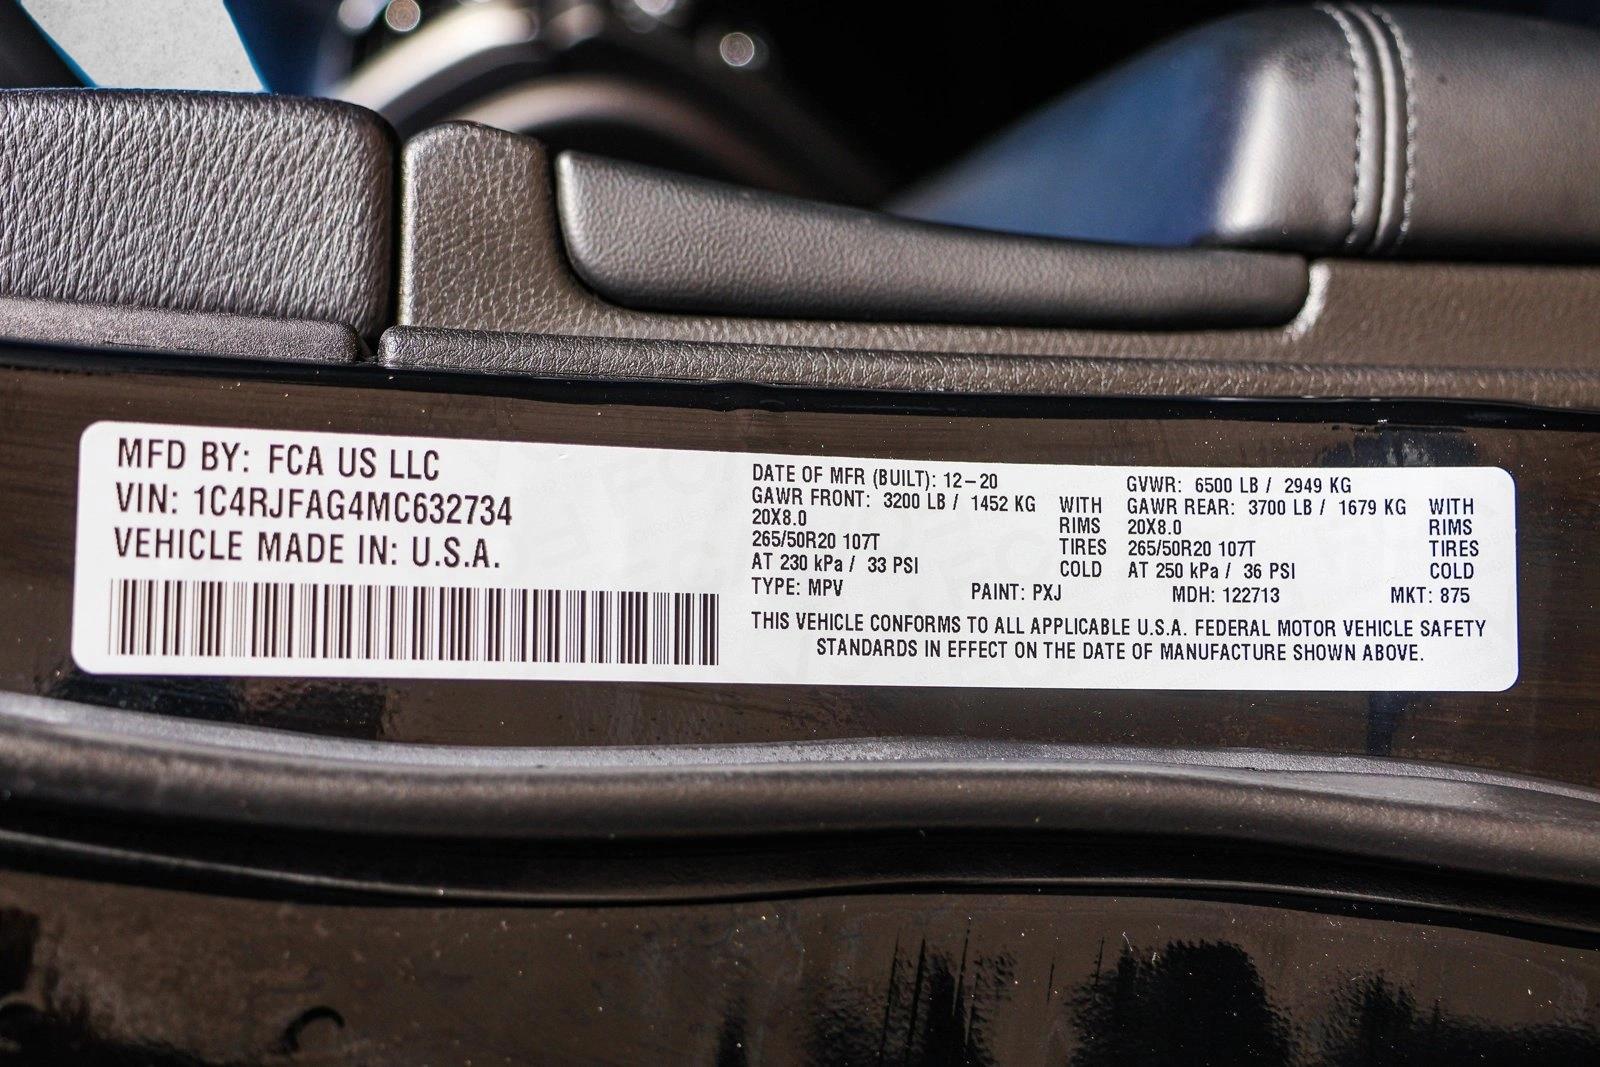 MFD BY: FCA US LLC
VIN: 1C4RJFAG4MC632734
VEHICLE MADE IN: U.S.A.
DATE OF MFR (BUILT): 12-20
GAWR FRONT: 3200 LB / 1452 KG WITH
20X8.0 RIMS
265/50R20 107T TIRES
AT 230 kPa / 33 PSI COLD
GVWR: 6500 LB / 2949 KG
GAWR REAR: 3700 LB / 1679 KG WITH
20X8.0 RIMS
265/50R20 107T TIRES
AT 250 kPa / 36 PSI COLD
TYPE: MPV PAINT: PXJ MDH: 122713 MKT: 875
THIS VEHICLE CONFORMS TO ALL APPLICABLE U.S.A. FEDERAL MOTOR VEHICLE SAFETY
STANDARDS IN EFFECT ON THE DATE OF MANUFACTURE SHOWN ABOVE.